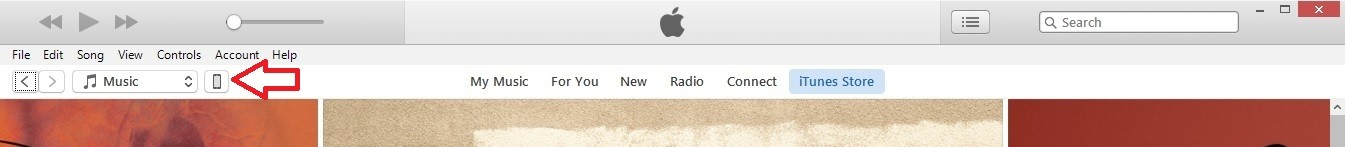 Search
File Edit Song View Controls Account Help
Music My Music For You New Radio Connect iTunes Store